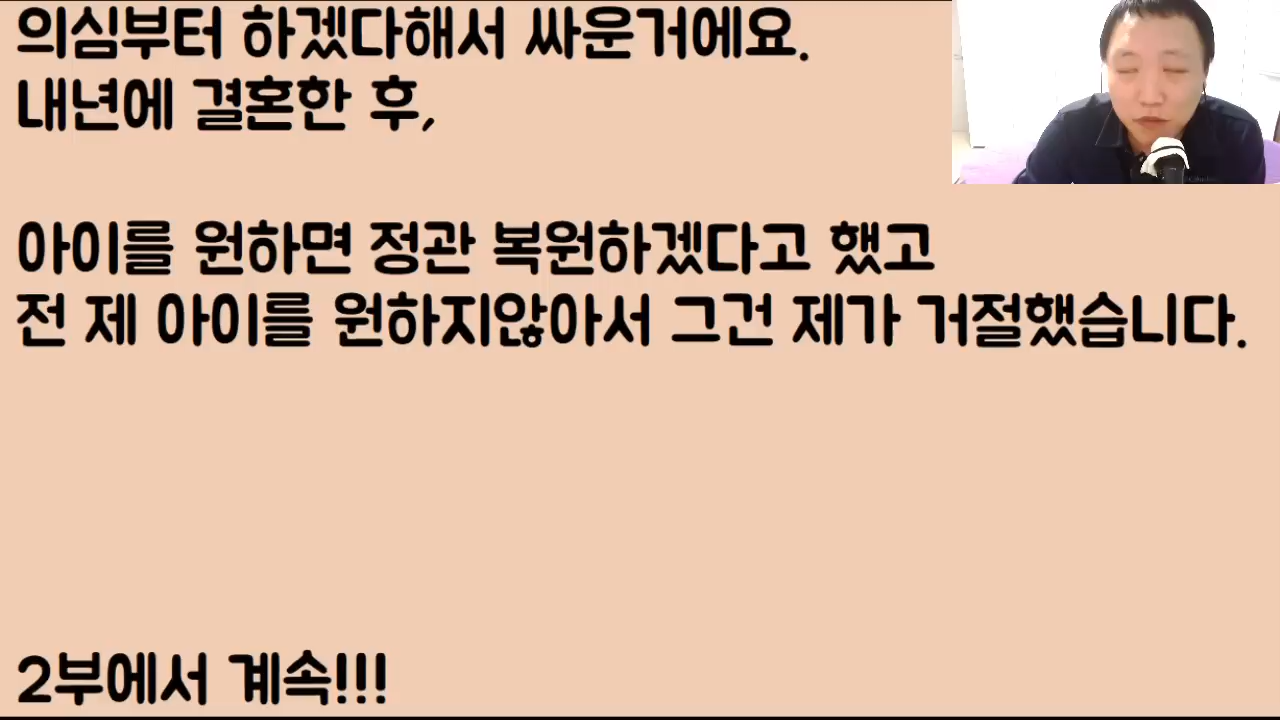 의심부터 하겠다해서 싸운거에요.
내년에 결혼한 후,
아이를 원하면 정관 복원하겠다고 했고
전 제 아이를 원하지않아서 그건 제가 거절했습니다.
2부에서 계속!!!